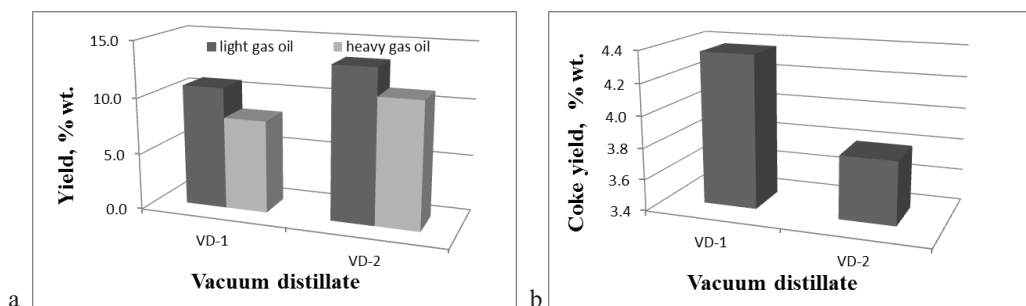 15.0
10.0
5.0
0.0
Yield, % wt.
light gas oil heavy gas oil
VD-1
VD-2
Vacuum distillate
a
4.4
4.2
4.0
3.8
3.6
3.4
Coke yield, % wt.
VD-1
VD-2
Vacuum distillate
b